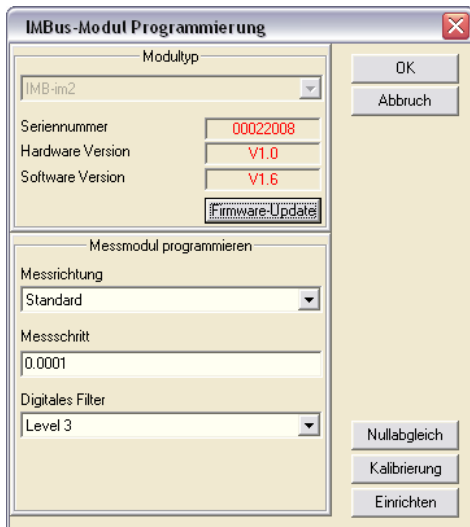 IMBus-Modul Programmierung
Modultyp
IMB-im2
Seriennummer 00022008
Hardware Version V1.0
Software Version V1.6
Firmware-Update
Messmodul programmieren
Messrichtung
Standard
Messschritt
0.0001
Digitales Filter
Level 3
OK
Abbruch
Nullabgleich
Kalibrierung
Einrichten